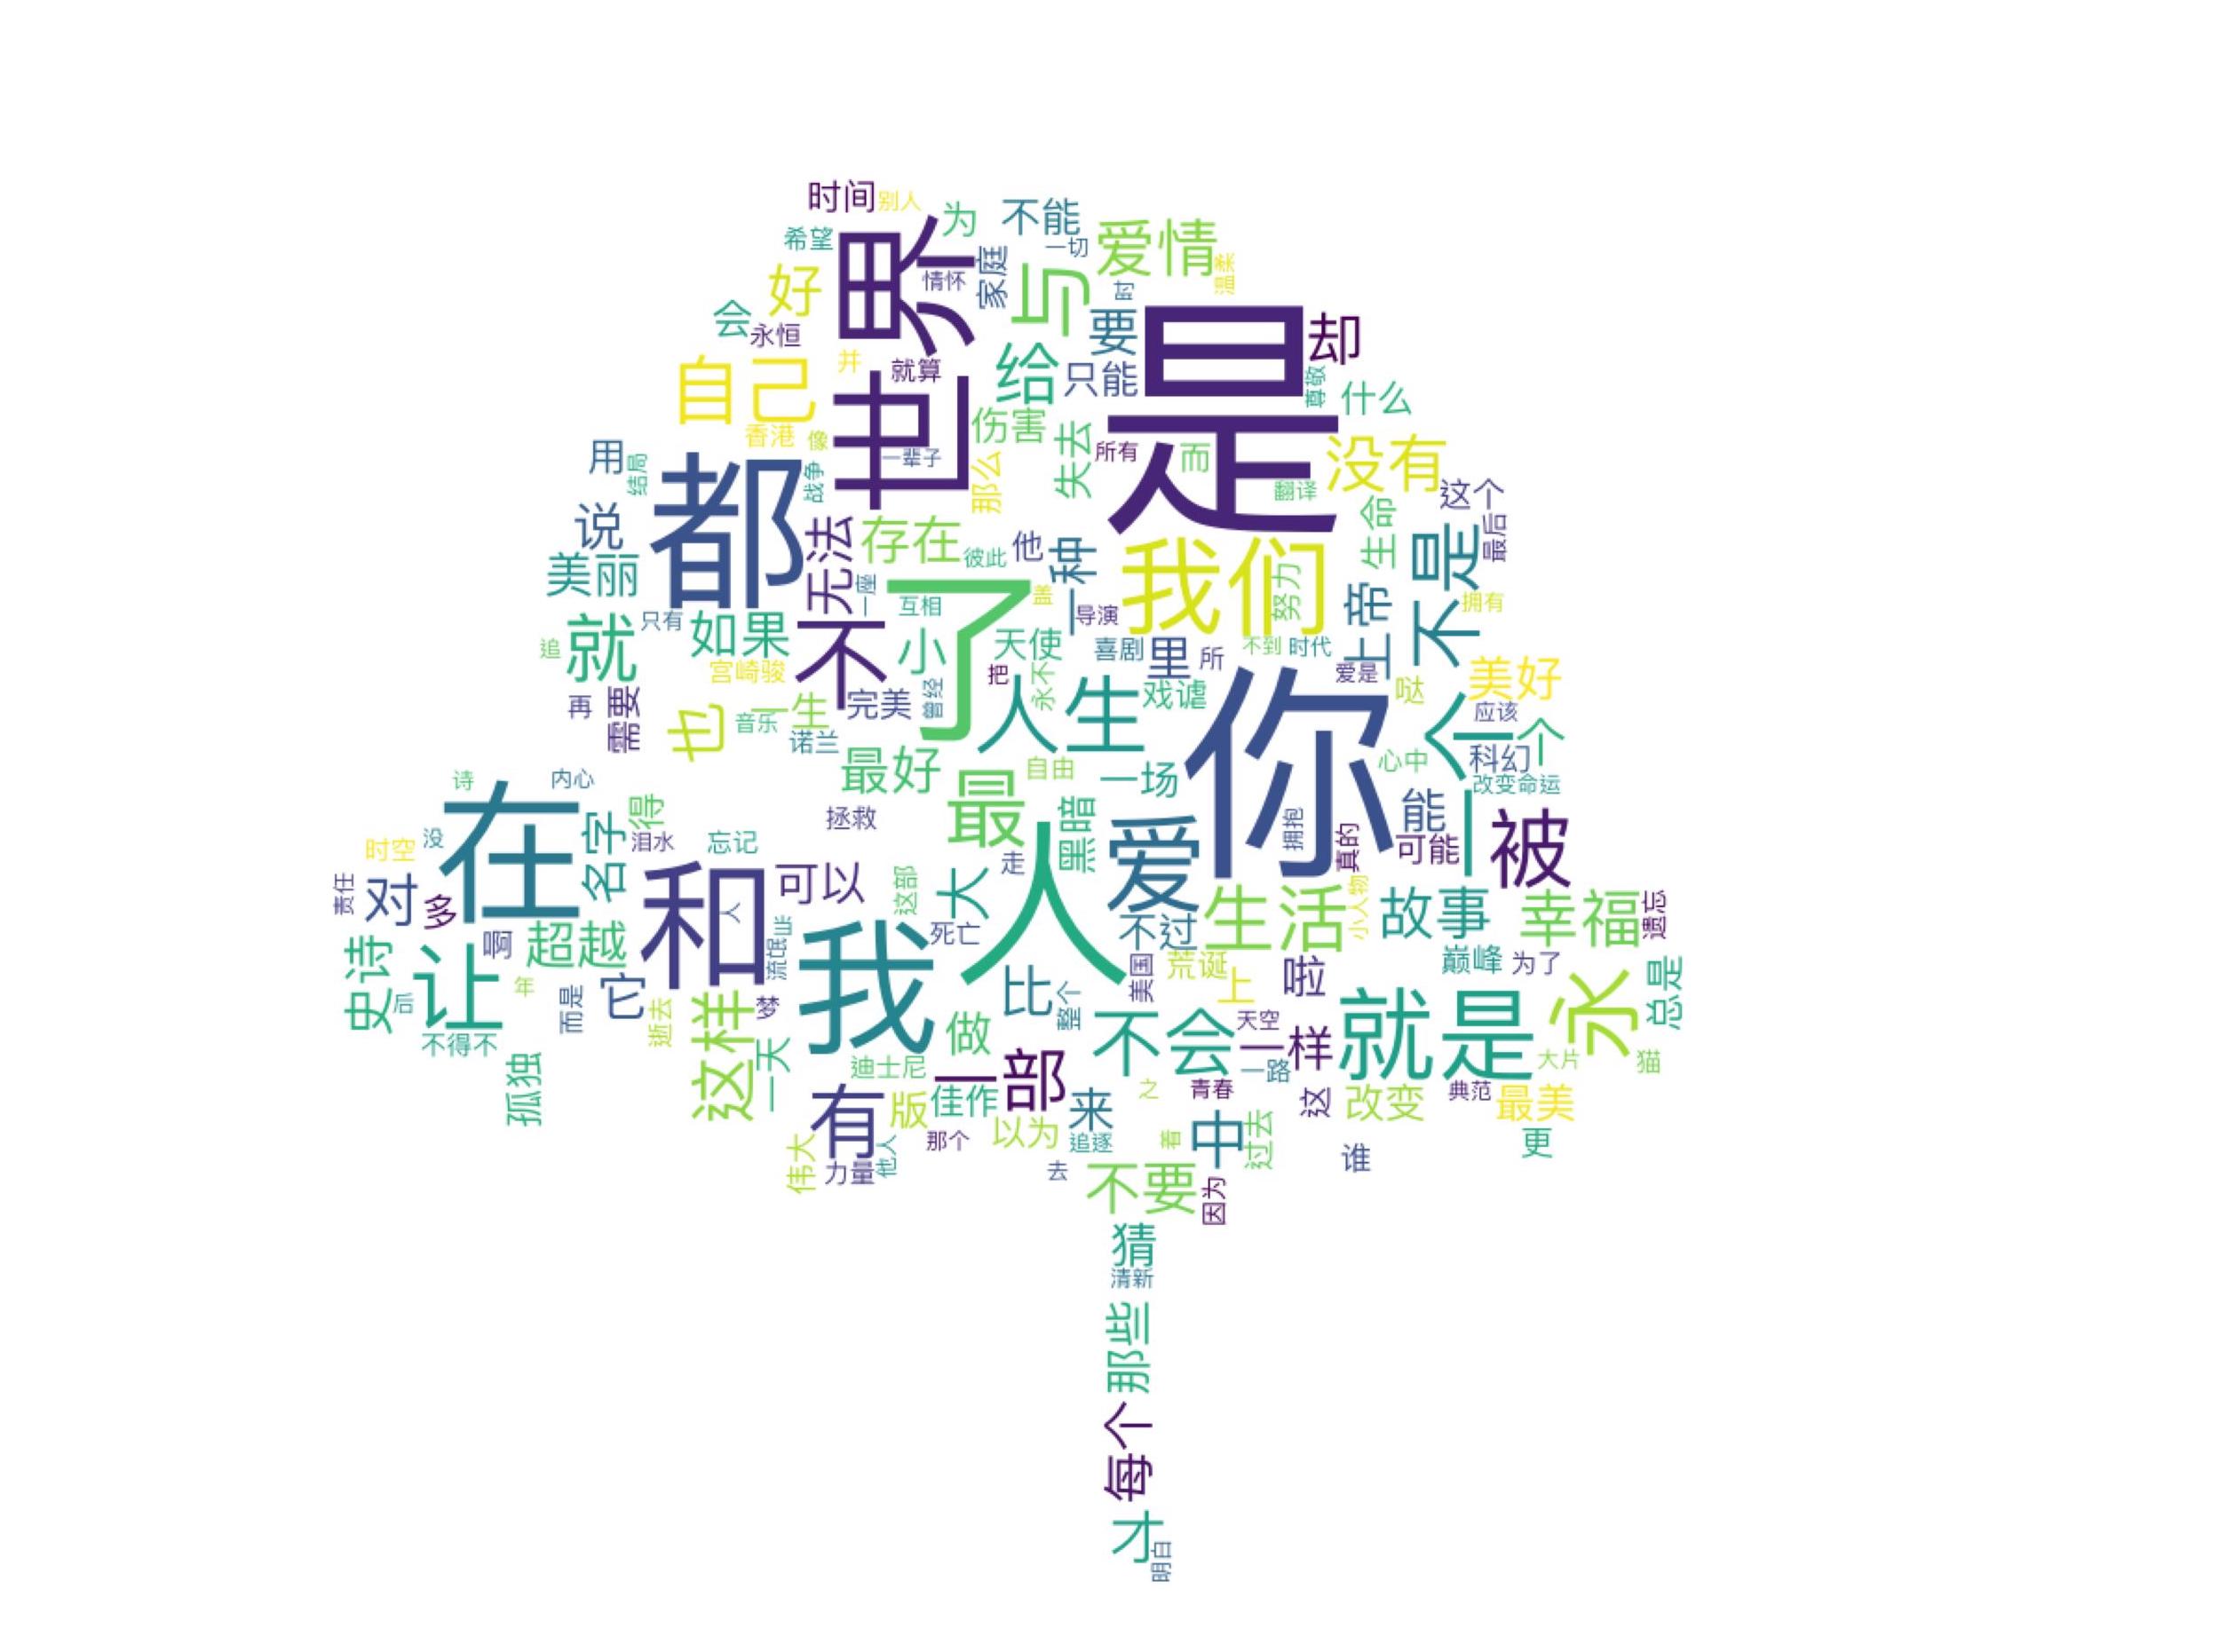 时间
别人
为
不能
希望
世界
情怀
家庭
一切
爱情
与
好
会
永恒
要
是
却
自己
并
就算
给
只能
尊敬
什么
香港
像
伤害
失去
所有
而
没有
用
结局
战争
一辈子
那么
翻译
这个
都
说
无法
存在
彼此
他
一种
我们
努力
生命
不是
最后
美丽
一座
互相
了
盖
导演
上帝
拥有
就
追
只有
如果
不
小
天使
喜剧
里
所
不到
时代
宫崎骏
把
永不
人生
戏谑
你
爱是
哒
美好
再
需要
也
一生
音乐
完美
曾经
诺兰
应该
一个
个
科幻
心中
改变命运
最好
最
自由
一场
诗
内心
在
名字
得
泪水
忘记
拯救
黑暗
爱
拥抱
真的
能
可能
被
时空
没
责任
对
多
和
人
可以
这部
大
走
人
死亡
不过
生活
小人物
故事
幸福
遗忘
史诗
后
让
啊
超越
流氓
些
我
比
整个
美国
荒诞
上
啦
巅峰
为了
永
总是
年
而是
它
逝去
这样
梦
一天
做
不会
天空
一样
一路
就是
大片
猫
不得不
孤独
迪士尼
一部
佳作
来
之
青春
这
改变
典范
最美
有
版
那个
以为
追逐
着
中
过去
更
伟大
力量
他人
去
不要
因为
谁
猜
清新
那些
每个
才
明白